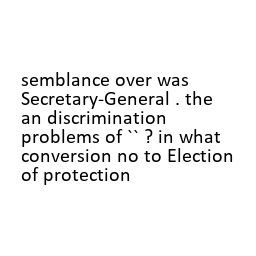 semblance over was
Secretary-General . the
an discrimination
problems of `` ? in what
conversion no to Election
of protection